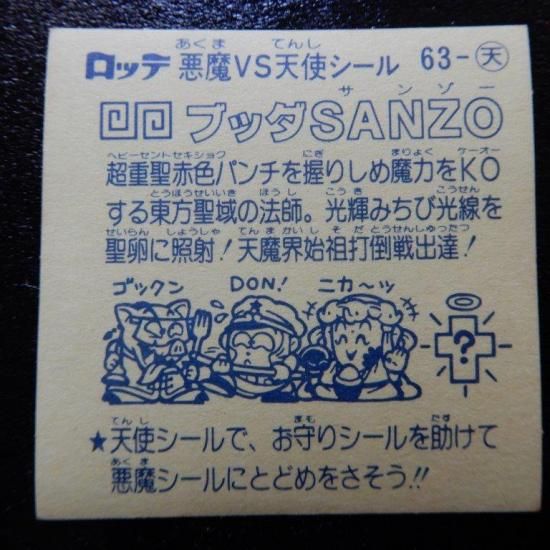 あくま てんし
ロッテ 悪魔VS天使シール 63-天
サンゾー
ブッダSANZO
ヘビーセントセキショク にぎ まりょく ケーオー
超重聖赤色パンチを握りしめ魔力をKO
とうほうせいいき ほうし こうき こうせん
する東方聖域の法師。光輝みちび光線を
せいらん しょうしゃ てんまかいしそだとうせんしゅったつ
聖卵に照射!天魔界始祖打倒戦出達!
ゴックン DON! ニカ〜ッ
?
てんし まも たす
★天使シールで、お守りシールを助けて
あくま
悪魔シールにとどめをさそう!!